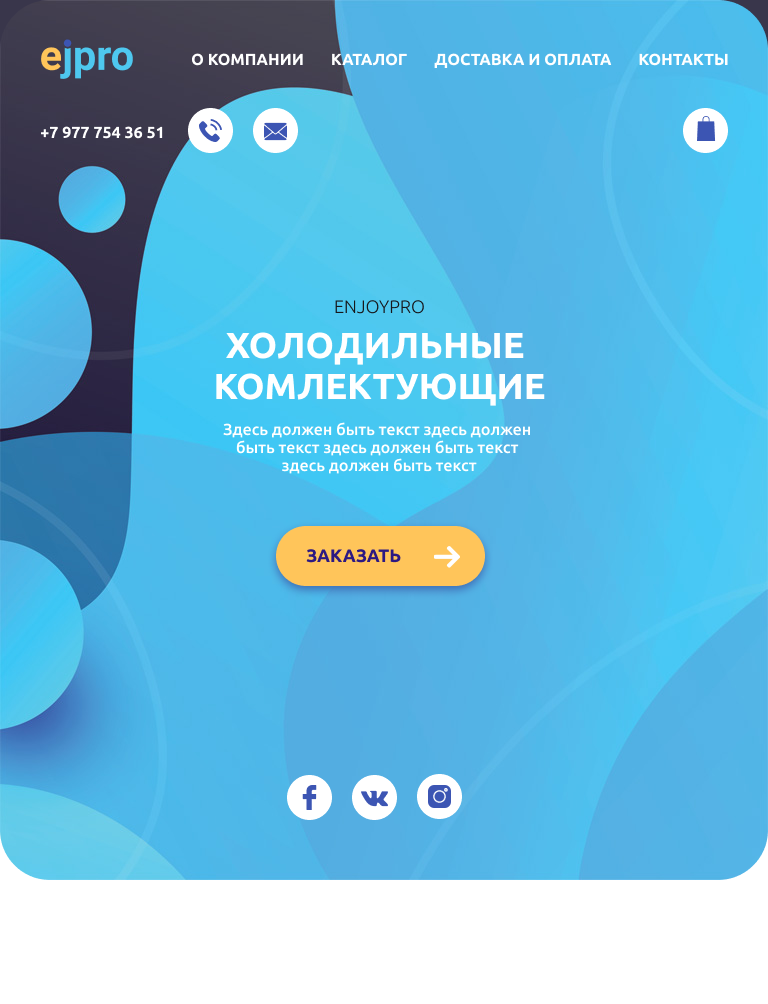 ejpro
О КОМПАНИИ КАТАЛОГ ДОСТАВКА И ОПЛАТА КОНТАКТЫ
+7 977 754 36 51
ENJOYPRO
ХОЛОДИЛЬНЫЕ
КОМЛЕКТУЮЩИЕ
Здесь должен быть текст здесь должен
быть текст здесь должен быть текст
здесь должен быть текст
ЗАКАЗАТЬ